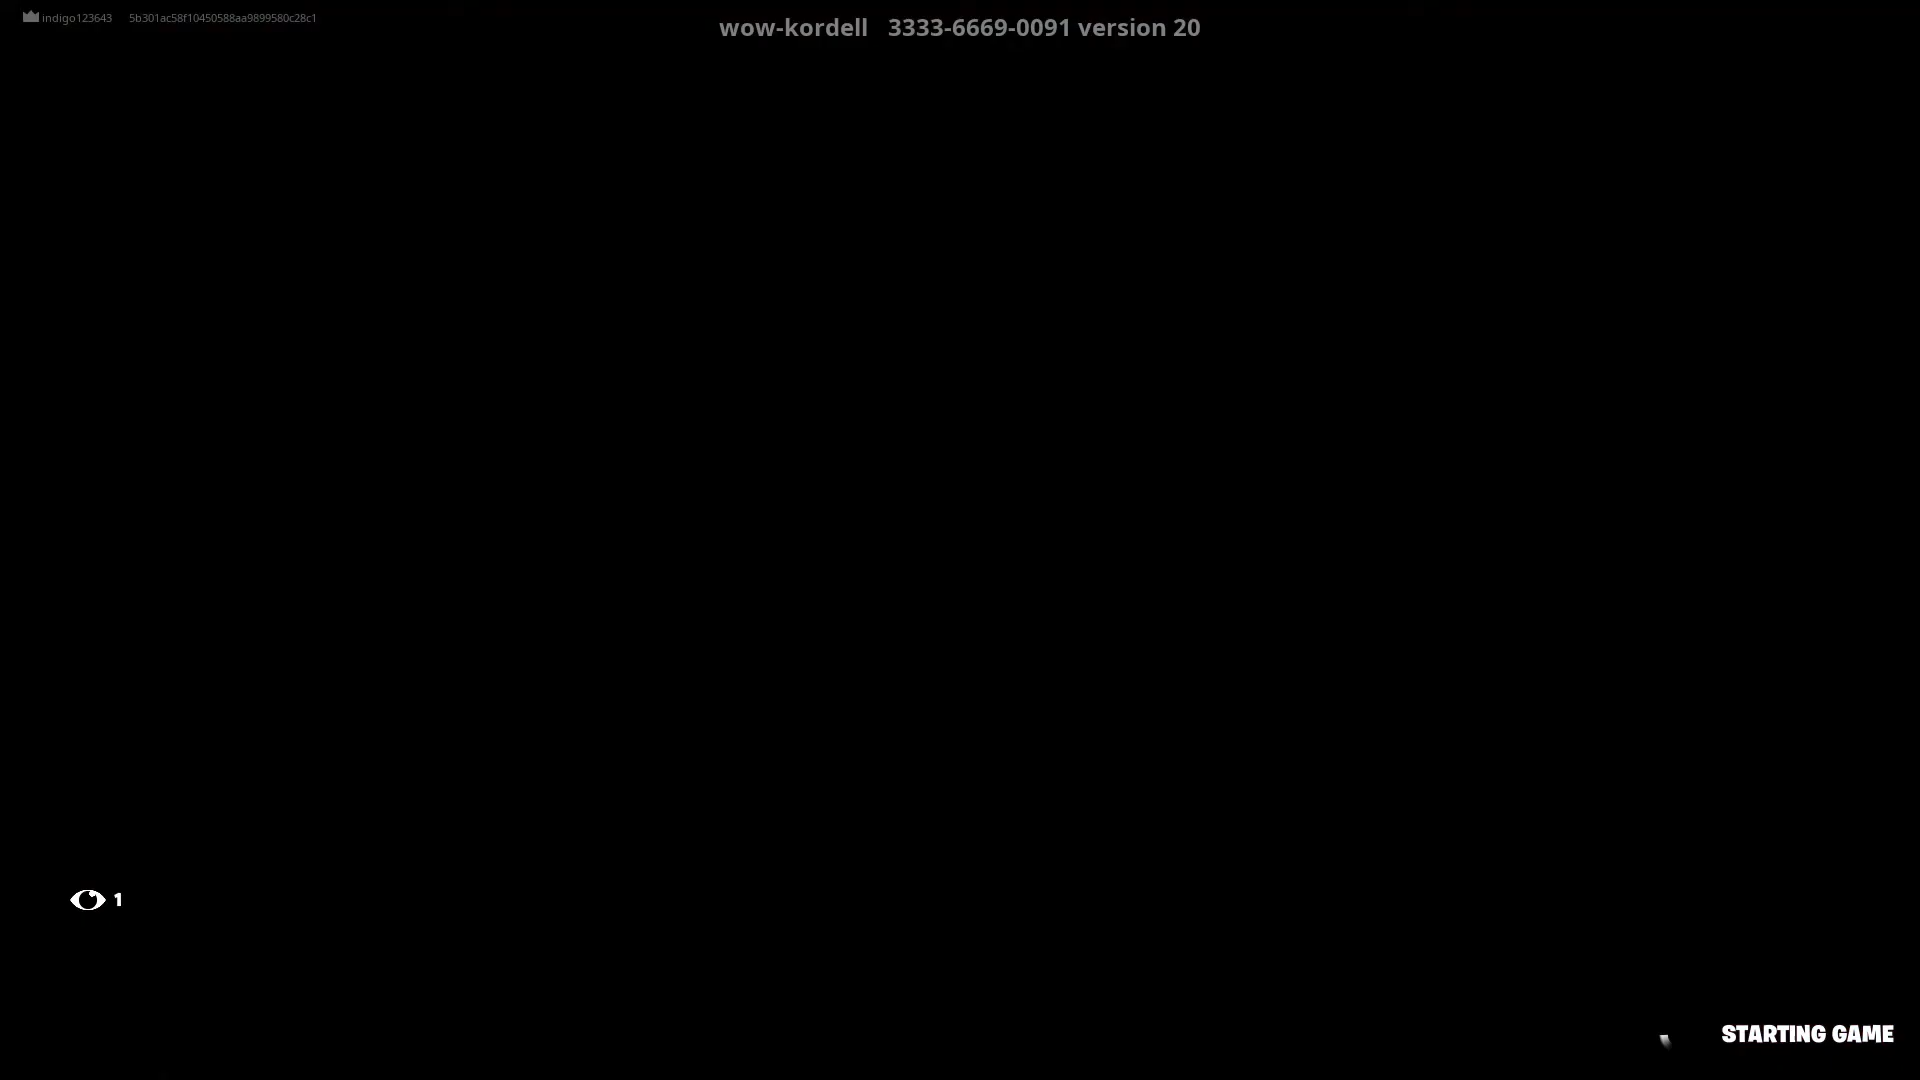 indigo123643 5b301ac58f10450588aa9899580c28c1
wow-kordell 3333-6669-0091 version 20
1
STARTING GAME